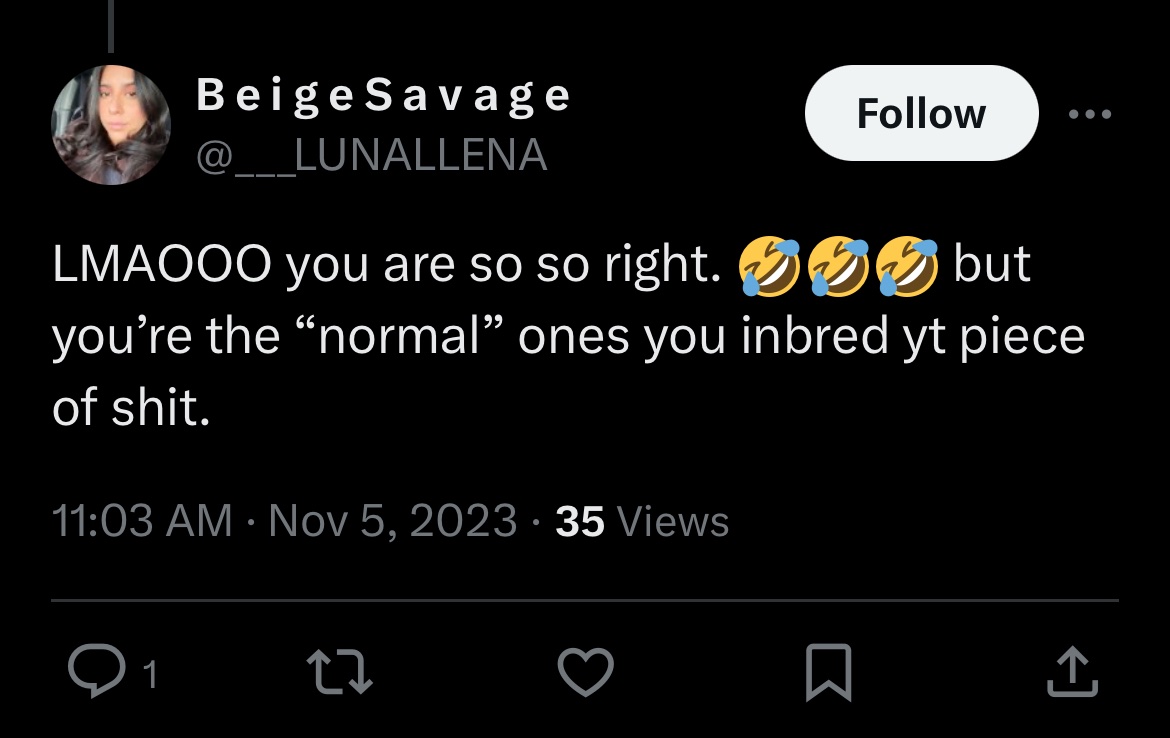 B e i g e S a v a g e
Follow
@___LUNALLENA
LMAOOO you are so so right. 🤣🤣🤣 but
you’re the “normal” ones you inbred yt piece
of shit.
11:03 AM · Nov 5, 2023 · 35 Views
1